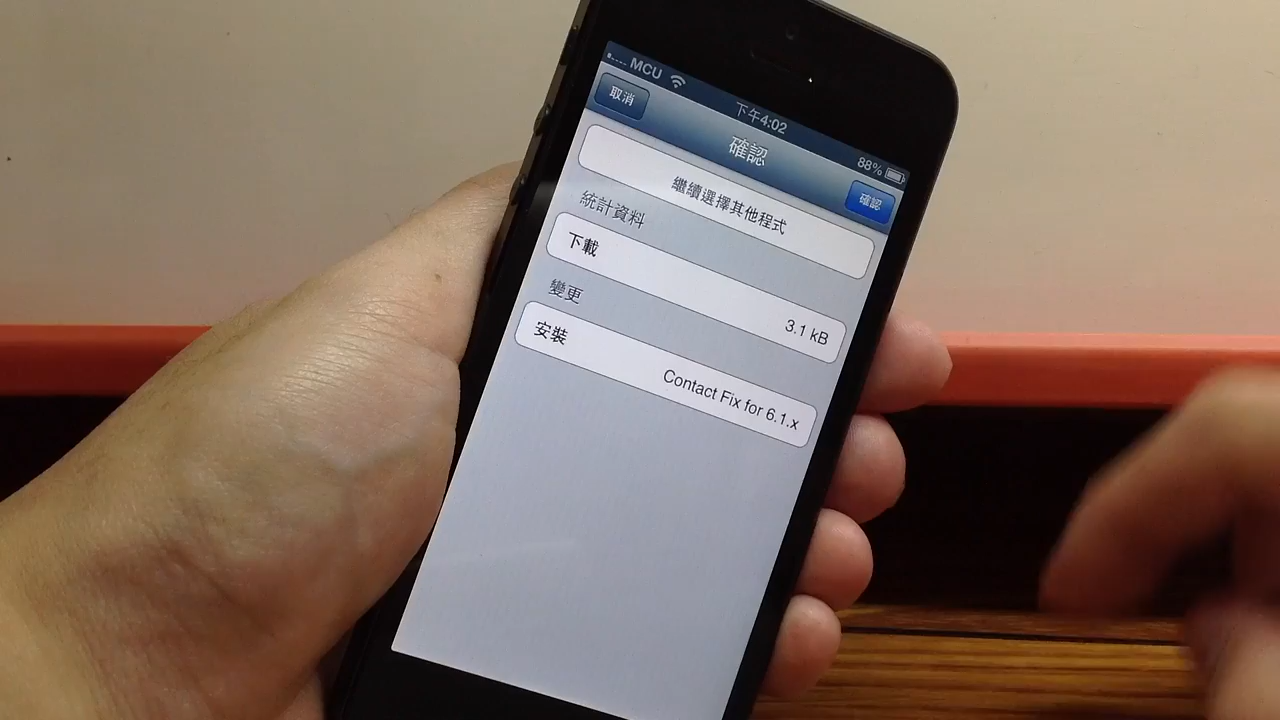 MCU
下午4:02
88%
取消
確認
確認
繼續選擇其他程式
統計資料
下載
3.1 kB
變更
安裝
Contact Fix for 6.1.x